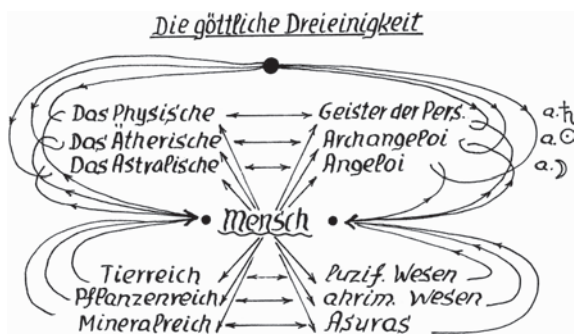 Die göttliche Dreieinigkeit
Das Physische Geister der Pers. a. ♄
Das Ätherische Archangeloi a. ☉
Das Astralische Angeloi a. ☽
Mensch
Tierreich luzif. Wesen
Pflanzenreich ahrim. Wesen
Mineralreich Asuras